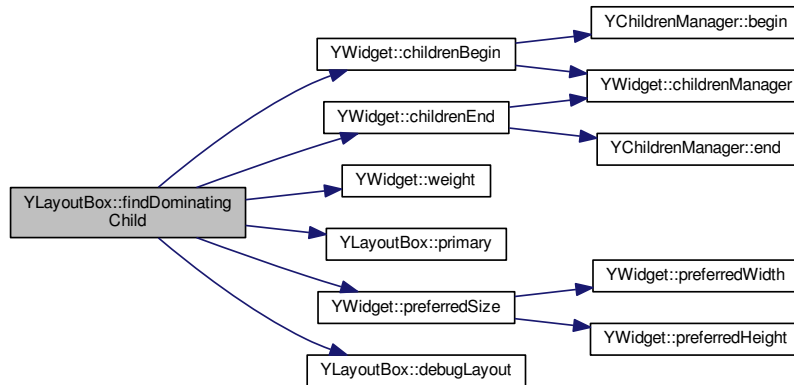 YChildrenManager::begin
YWidget::childrenBegin
YWidget::childrenManager
YWidget::childrenEnd
YChildrenManager::end
YWidget::weight
YLayoutBox::findDominating
Child
YLayoutBox::primary
YWidget::preferredWidth
YWidget::preferredSize
YWidget::preferredHeight
YLayoutBox::debugLayout